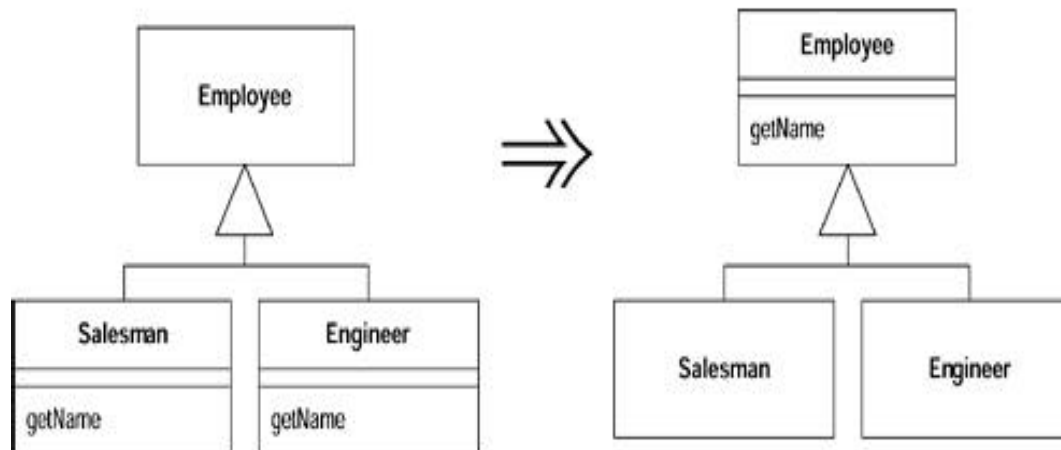 Employee
Salesman
getName
Engineer
getName
Employee
getName
Salesman
Engineer